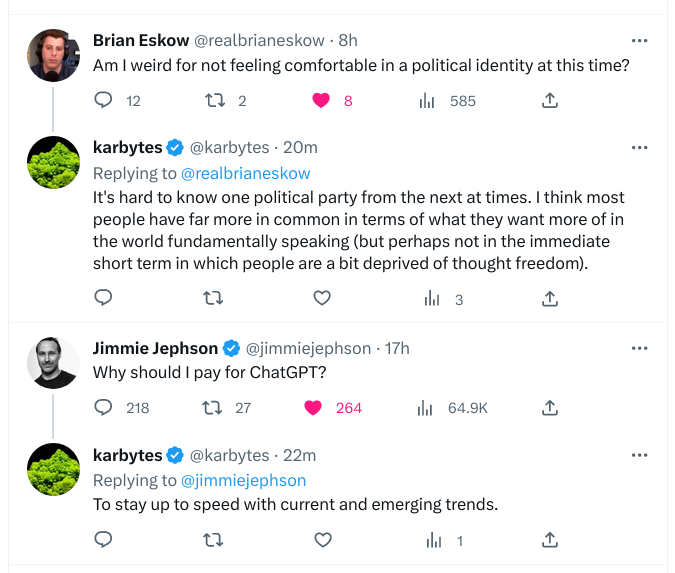 Brian Eskow @realbrianeskow · 8h
Am I weird for not feeling comfortable in a political identity at this time?
12 2 8 585
karbytes @karbytes · 20m
Replying to @realbrianeskow
It's hard to know one political party from the next at times. I think most
people have far more in common in terms of what they want more of in
the world fundamentally speaking (but perhaps not in the immediate
short term in which people are a bit deprived of thought freedom).
3
Jimmie Jephson @jimmiejephson · 17h
Why should I pay for ChatGPT?
218 27 264 64.9K
karbytes @karbytes · 22m
Replying to @jimmiejephson
To stay up to speed with current and emerging trends.
1